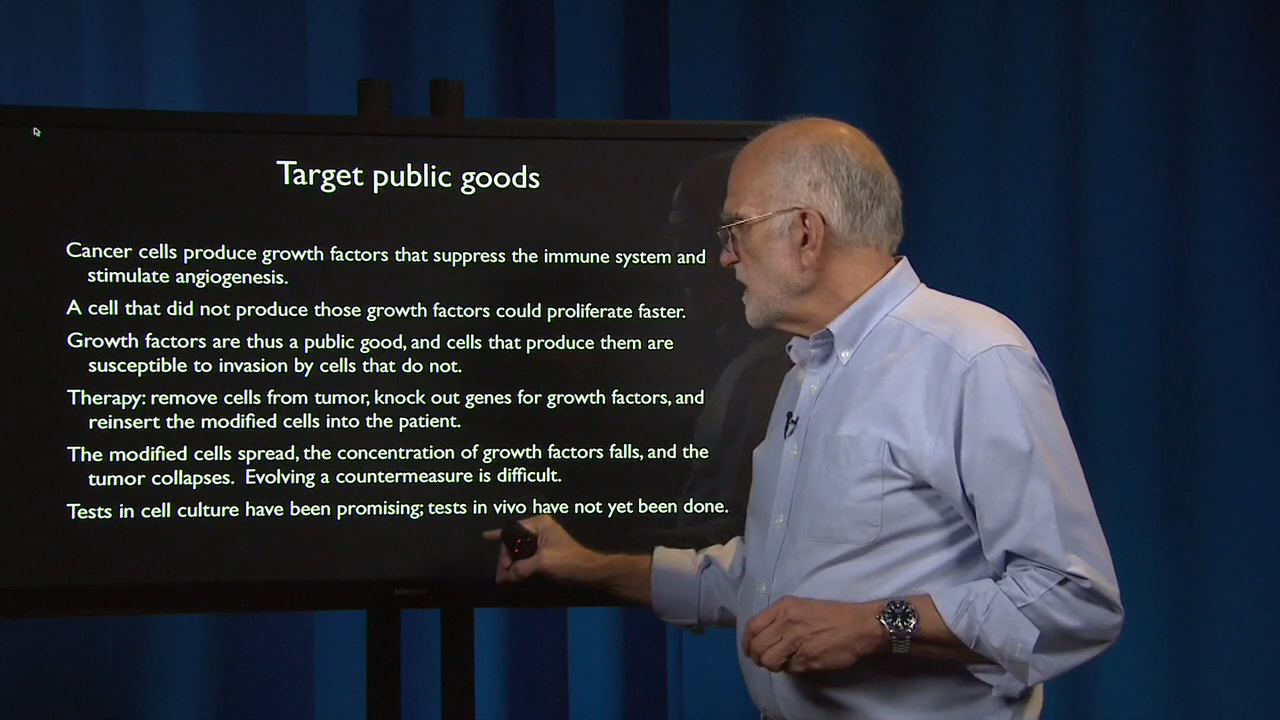 Target public goods
Cancer cells produce growth factors that suppress the immune system and
stimulate angiogenesis.
A cell that did not produce those growth factors could proliferate faster.
Growth factors are thus a public good, and cells that produce them are
susceptible to invasion by cells that do not.
Therapy: remove cells from tumor, knock out genes for growth factors, and
reinsert the modified cells into the patient.
The modified cells spread, the concentration of growth factors falls, and the
tumor collapses. Evolving a countermeasure is difficult.
Tests in cell culture have been promising; tests in vivo have not yet been done.